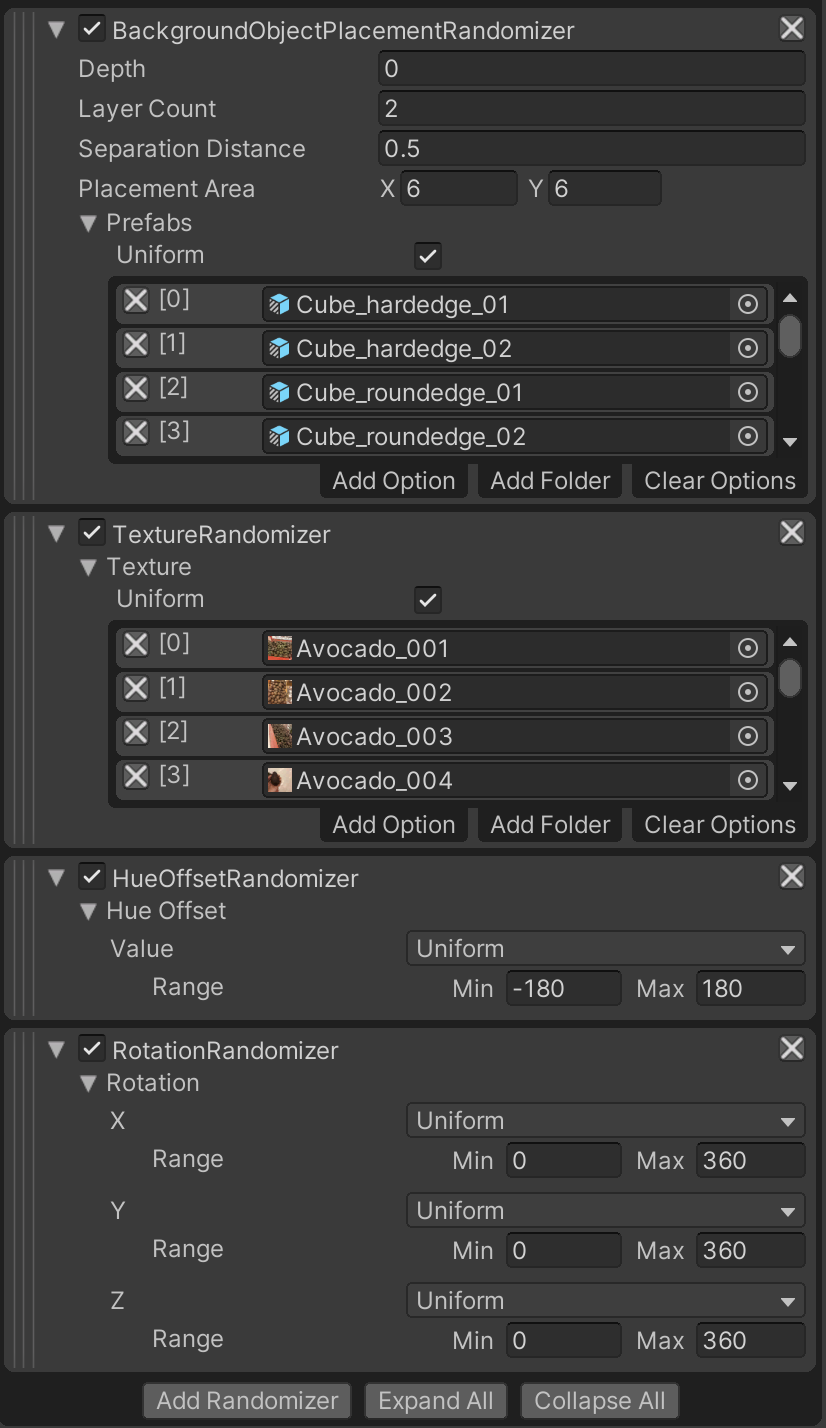 BackgroundObjectPlacementRandomizer
Depth 0
Layer Count 2
Separation Distance 0.5
Placement Area X 6 Y 6
Prefabs
Uniform
[0] Cube_hardedge_01
[1] Cube_hardedge_02
[2] Cube_roundedge_01
[3] Cube_roundedge_02
Add Option Add Folder Clear Options
TextureRandomizer
Texture
Uniform
[0] Avocado_001
[1] Avocado_002
[2] Avocado_003
[3] Avocado_004
Add Option Add Folder Clear Options
HueOffsetRandomizer
Hue Offset
Value Uniform
Range Min -180 Max 180
RotationRandomizer
Rotation
X Uniform
Range Min 0 Max 360
Y Uniform
Range Min 0 Max 360
Z Uniform
Range Min 0 Max 360
Add Randomizer Expand All Collapse All